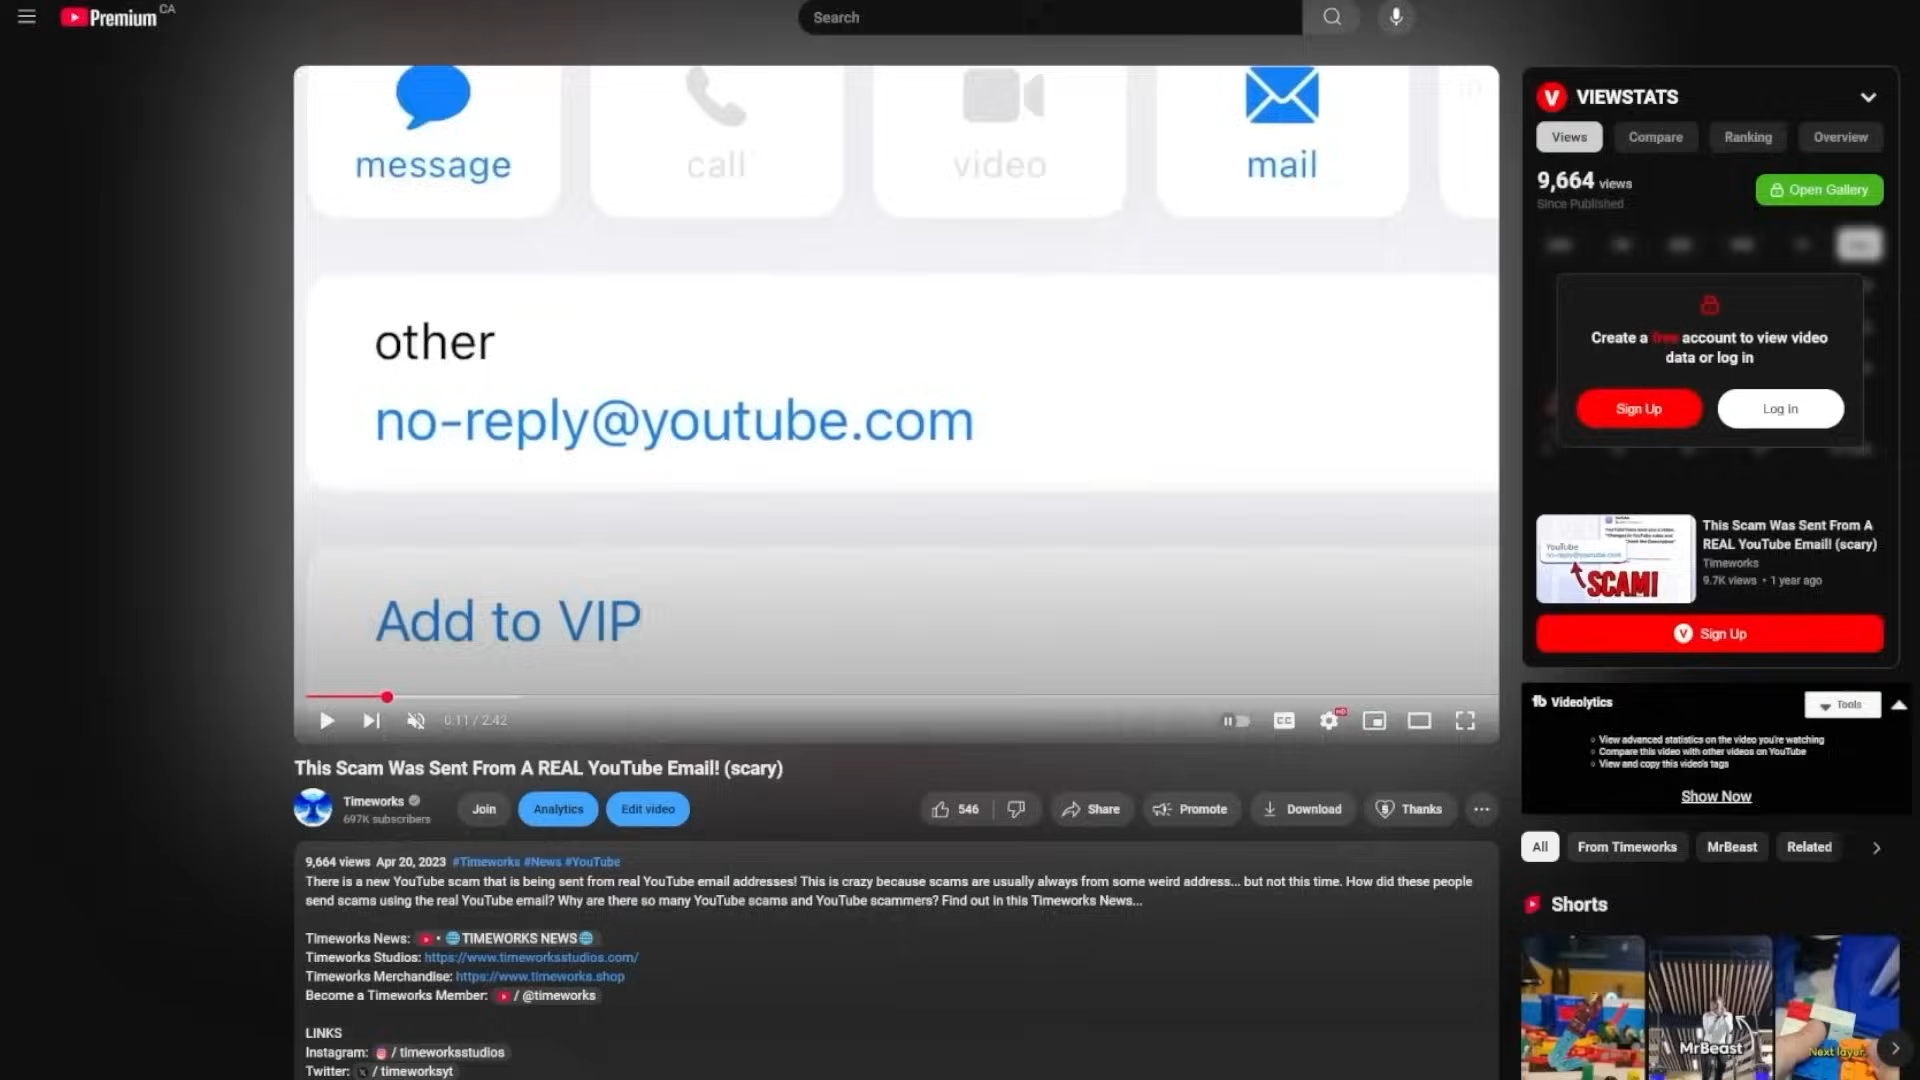 Premium CA
Search
message
call
video
mail
other
no-reply@youtube.com
Add to VIP
0:11 / 2:42
CC
HD
This Scam Was Sent From A REAL YouTube Email! (scary)
Timeworks
697K subscribers
Join
Analytics
Edit video
546
Share
Promote
Download
Thanks
9,664 views Apr 20, 2023 #Timeworks #News #YouTube
There is a new YouTube scam that is being sent from real YouTube email addresses! This is crazy because scams are usually always from some weird address... but not this time. How did these people
send scams using the real YouTube email? Why are there so many YouTube scams and YouTube scammers? Find out in this Timeworks News...
Timeworks News: • 🌐TIMEWORKS NEWS🌐
Timeworks Studios: https://www.timeworksstudios.com/
Timeworks Merchandise: https://www.timeworks.shop
Become a Timeworks Member: / @timeworks
LINKS
Instagram: / timeworksstudios
Twitter: / timeworksyt
VIEWSTATS
Views
Compare
Ranking
Overview
9,664 views
Since Published
Open Gallery
Create a free account to view video
data or log in
Sign Up
Log In
YouTube
no-reply@youtube.com
SCAM!
This Scam Was Sent From A
REAL YouTube Email! (scary)
Timeworks
9.7K views • 1 year ago
Sign Up
Videolytics
Tools
View advanced statistics on the video you're watching
Compare this video with other videos on YouTube
View and copy this video's tags
Show Now
All
From Timeworks
MrBeast
Related
Shorts
MrBeast
Next layer.